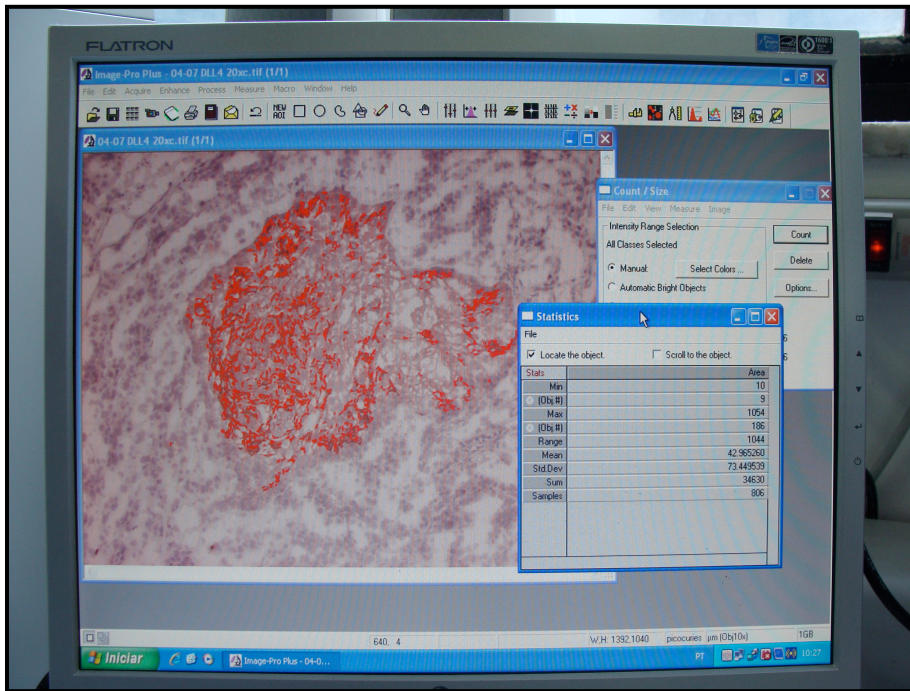 FLATRON
Image-Pro Plus - 04-07 DLL4 20xc.tif (1/1)
File Edit Acquire Enhance Process Measure Macro Window Help
NEW AOI
04-07 DLL4 20xc.tif (1/1)
Count / Size
File Edit View Measure Image
Intensity Range Selection
All Classes Selected
Count
Manual: Select Colors ...
Delete
Automatic Bright Objects
Options...
Statistics
File
Locate the object.
Scroll to the object.
Stats Area
Min 10
(Obj.#) 9
Max 1054
(Obj.#) 186
Range 1044
Mean 42.965260
Std.Dev 73.449539
Sum 34630
Samples 806
640, 4
W,H: 1392,1040
picocuries µm (Obj10x)
1GB
Iniciar
Image-Pro Plus - 04-0...
PT
10:27